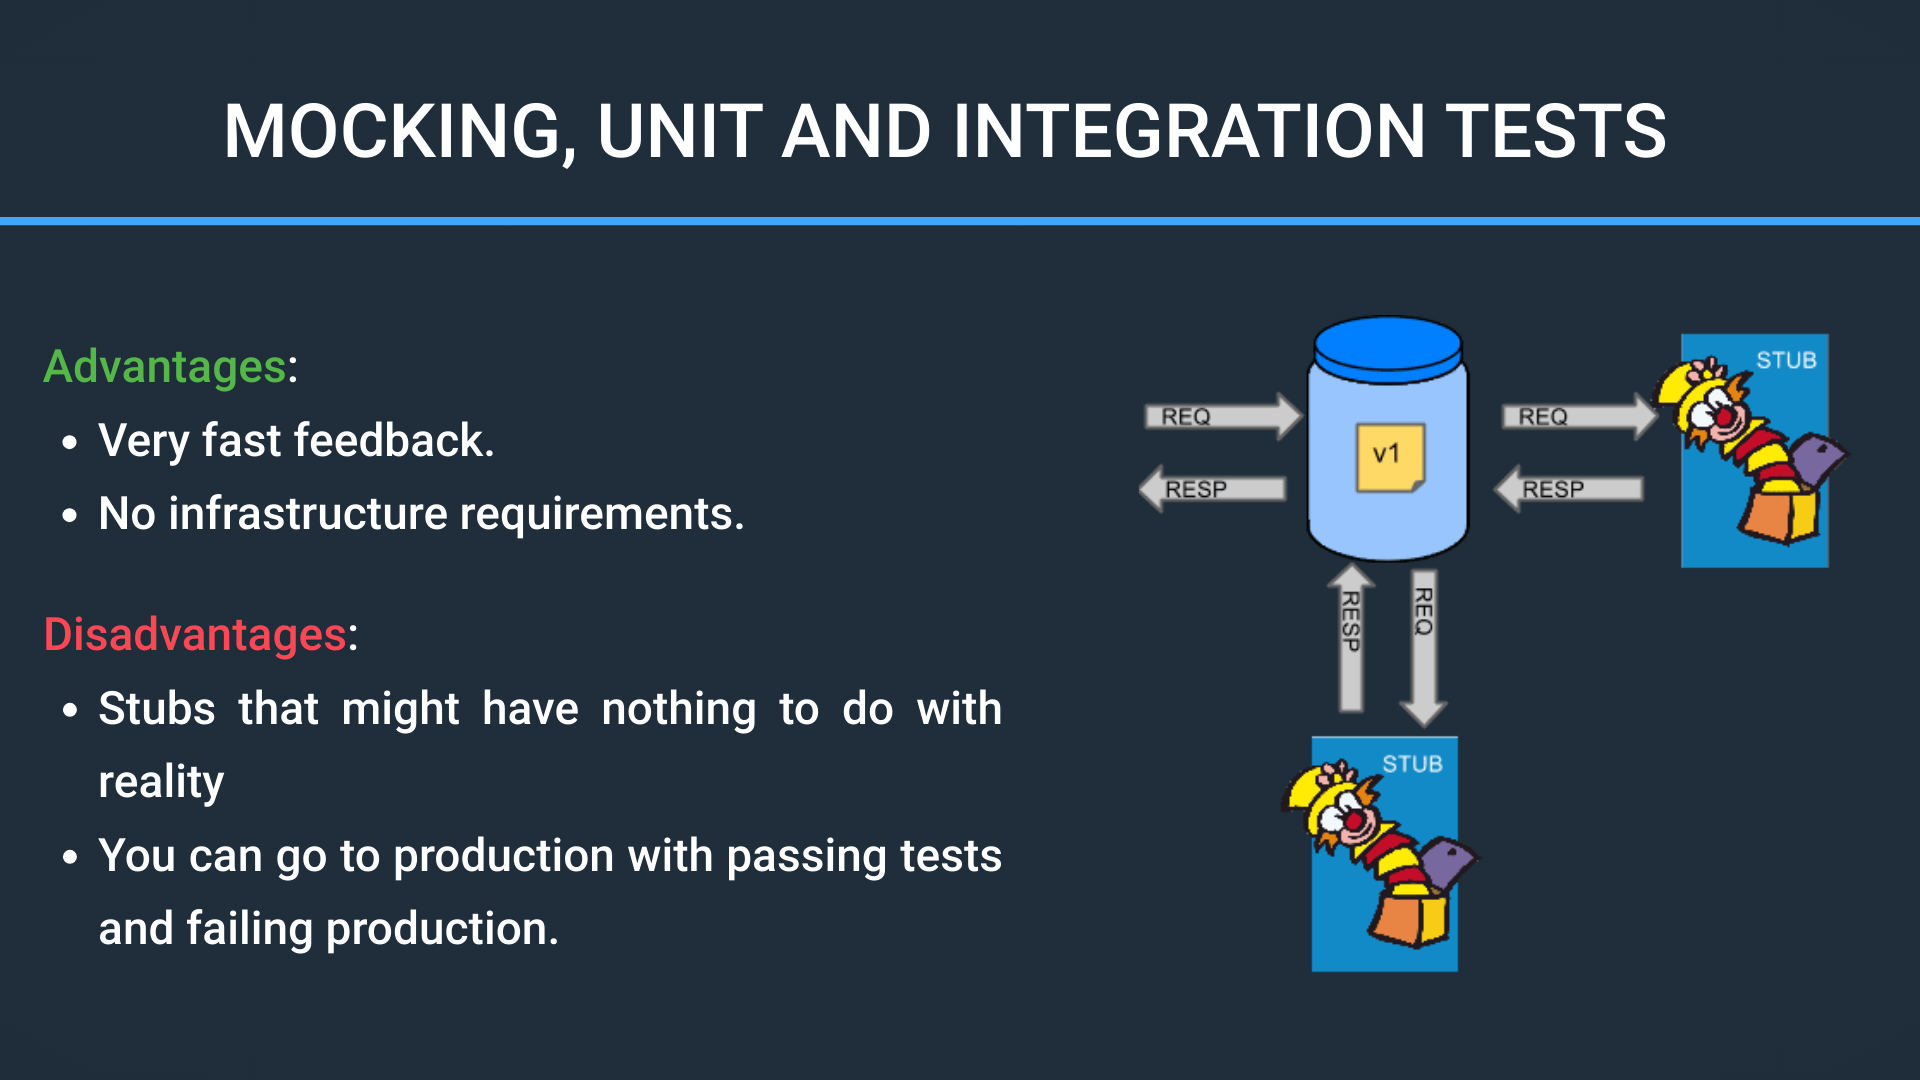 MOCKING, UNIT AND INTEGRATION TESTS
Advantages:
• Very fast feedback.
• No infrastructure requirements.
Disadvantages:
• Stubs that might have nothing to do with
reality
• You can go to production with passing tests
and failing production.
REQ
RESP
v1
REQ
RESP
STUB
RESP
REQ
STUB